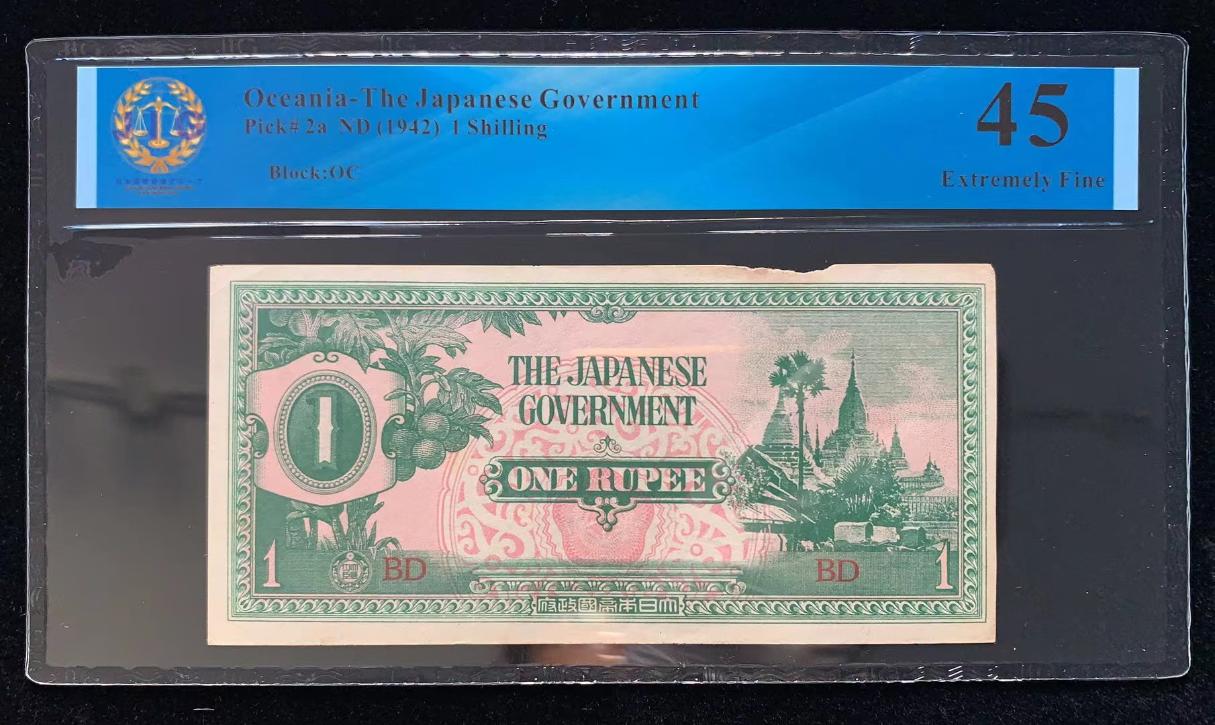 Oceania-The Japanese Government
Pick# 2a ND (1942) 1 Shilling
Block:OC
45
Extremely Fine
THE JAPANESE
GOVERNMENT
1
ONE RUPEE
1
BD
BD
1
府政國帝本日大